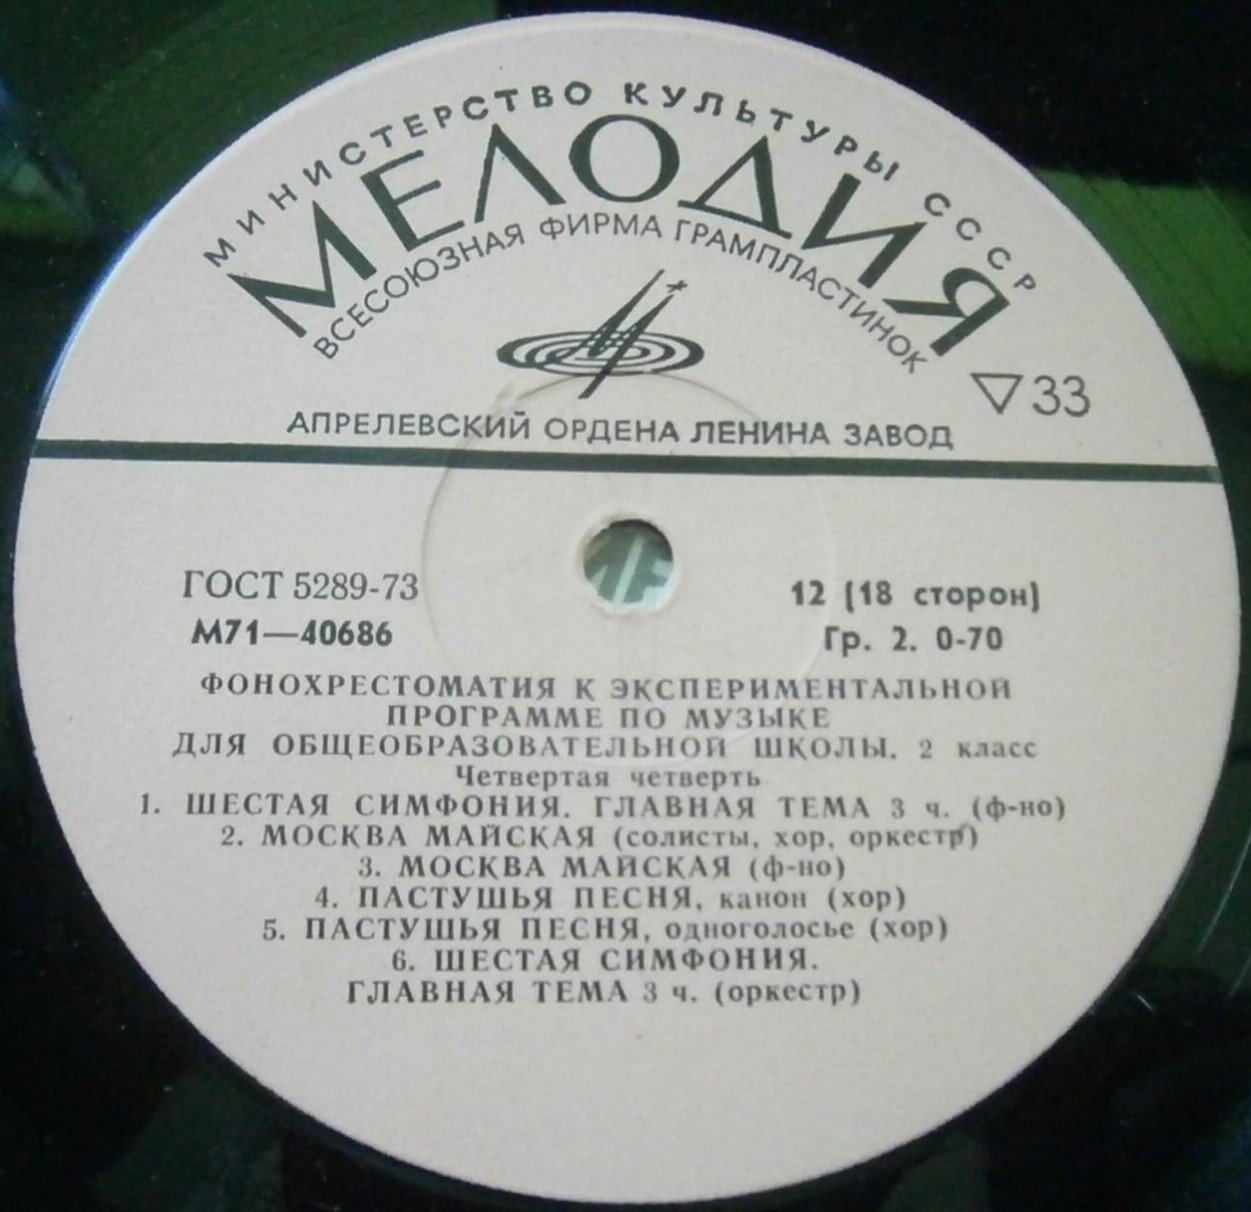 МИНИСТЕРСТВО КУЛЬТУРЫ СССР
МЕЛОДИЯ
ВСЕСОЮЗНАЯ ФИРМА ГРАМПЛАСТИНОК
▽33
АПРЕЛЕВСКИЙ ОРДЕНА ЛЕНИНА ЗАВОД
ГОСТ 5289-73
12 (18 сторон)
М71—40686
Гр. 2. 0-70
ФОНОХРЕСТОМАТИЯ К ЭКСПЕРИМЕНТАЛЬНОЙ
ПРОГРАММЕ ПО МУЗЫКЕ
ДЛЯ ОБЩЕОБРАЗОВАТЕЛЬНОЙ ШКОЛЫ. 2 класс
Четвертая четверть
1. ШЕСТАЯ СИМФОНИЯ. ГЛАВНАЯ ТЕМА 3 ч. (ф-но)
2. МОСКВА МАЙСКАЯ (солисты, хор, оркестр)
3. МОСКВА МАЙСКАЯ (ф-но)
4. ПАСТУШЬЯ ПЕСНЯ, канон (хор)
5. ПАСТУШЬЯ ПЕСНЯ, одноголосье (хор)
6. ШЕСТАЯ СИМФОНИЯ.
ГЛАВНАЯ ТЕМА 3 ч. (оркестр)